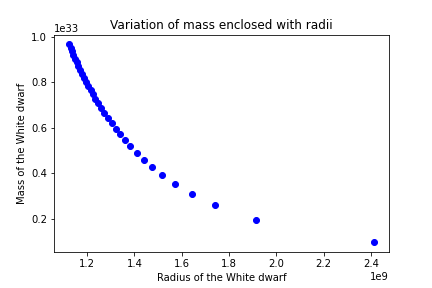 Variation of mass enclosed with radii
1e33
1.0
0.8
0.6
0.4
0.2
Mass of the White dwarf
1.2 1.4 1.6 1.8 2.0 2.2 2.4
1e9
Radius of the White dwarf